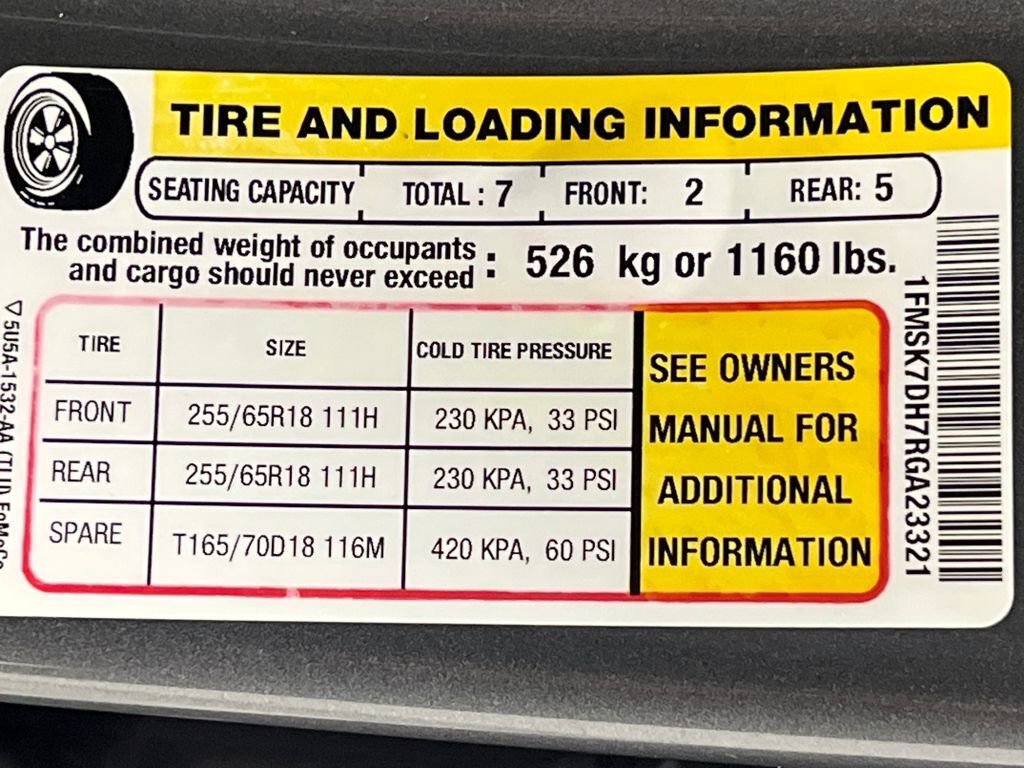 TIRE AND LOADING INFORMATION
SEATING CAPACITY TOTAL : 7 FRONT: 2 REAR: 5
The combined weight of occupants
and cargo should never exceed : 526 kg or 1160 lbs.
TIRE SIZE COLD TIRE PRESSURE
FRONT 255/65R18 111H 230 KPA, 33 PSI
REAR 255/65R18 111H 230 KPA, 33 PSI
SPARE T165/70D18 116M 420 KPA, 60 PSI
SEE OWNERS
MANUAL FOR
ADDITIONAL
INFORMATION
1FMSK7DH7RGA23321
5U5A-1532-AA